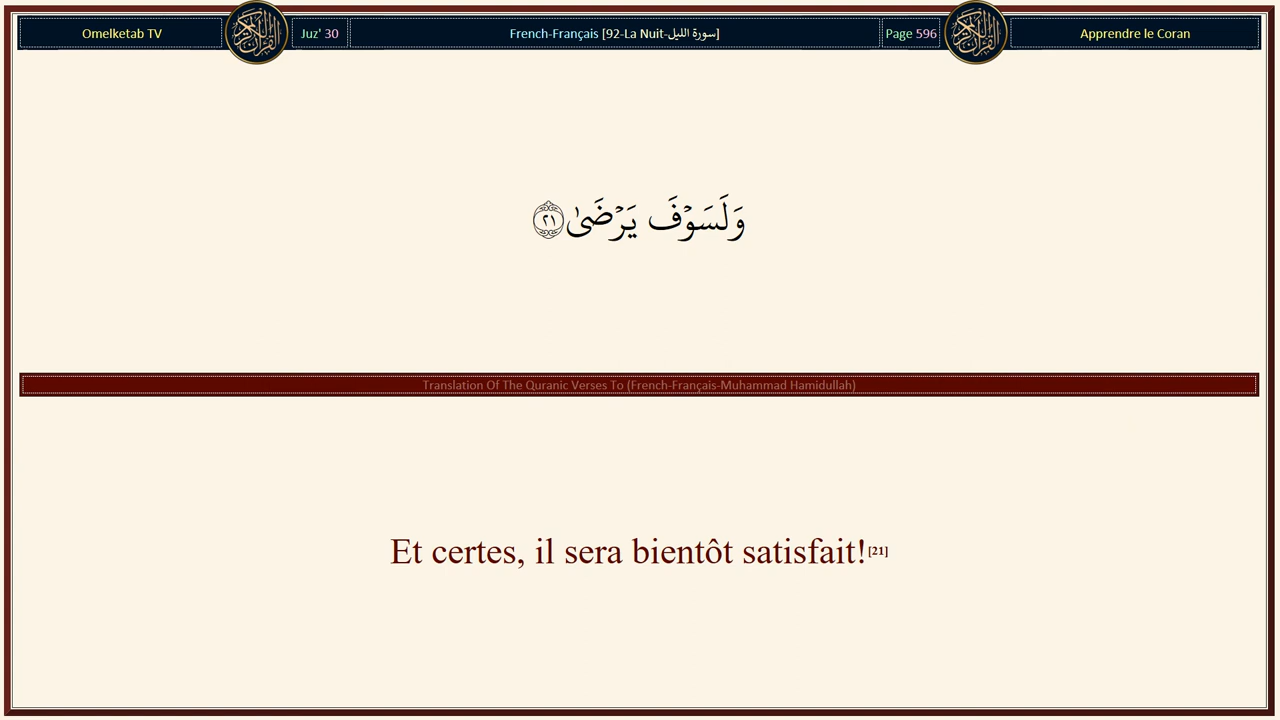 Omelketab TV
Juz' 30
French-Français [92-La Nuit-سورة الليل]
Page 596
Apprendre le Coran
وَلَسَوۡفَ يَرۡضَىٰ ٢١
Translation Of The Quranic Verses To (French-Français-Muhammad Hamidullah)
Et certes, il sera bientôt satisfait![21]